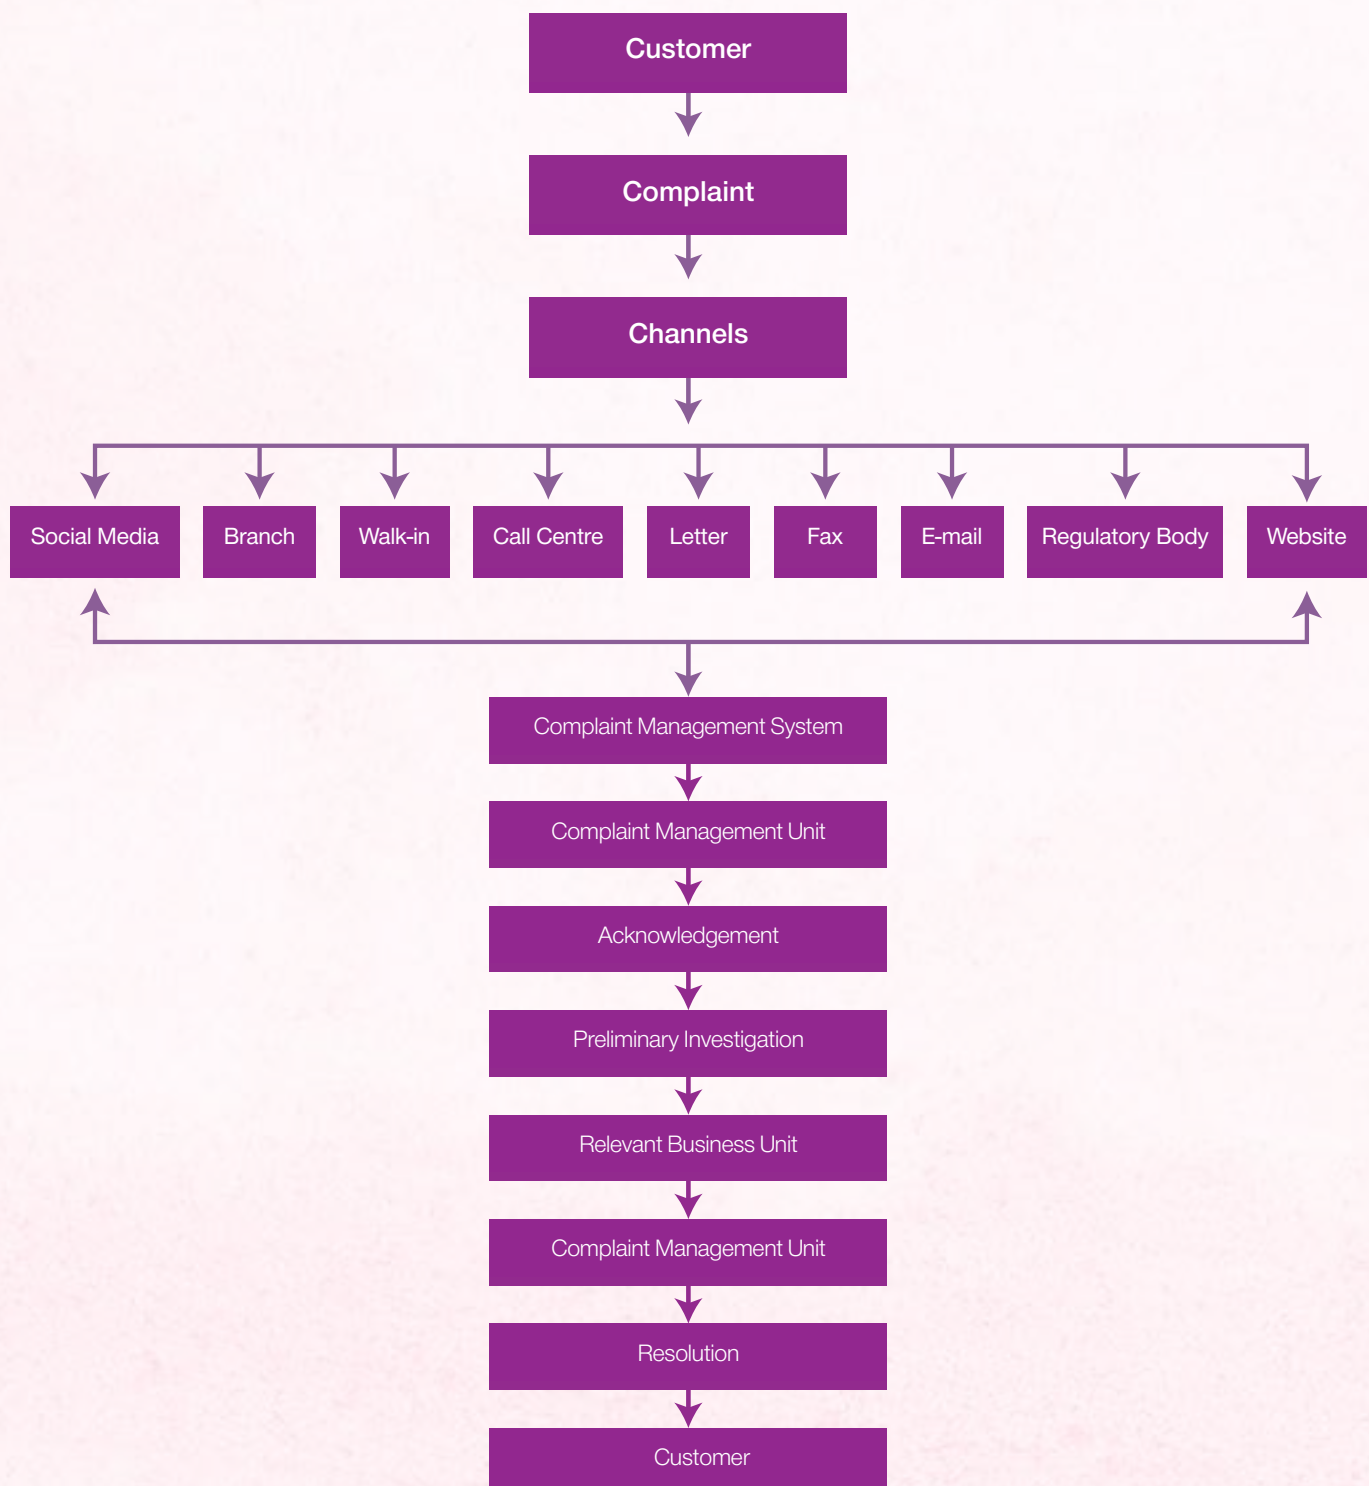 Customer
Complaint
Channels
Social Media
Branch
Walk-in
Call Centre
Letter
Fax
E-mail
Regulatory Body
Website
Complaint Management System
Complaint Management Unit
Acknowledgement
Preliminary Investigation
Relevant Business Unit
Complaint Management Unit
Resolution
Customer